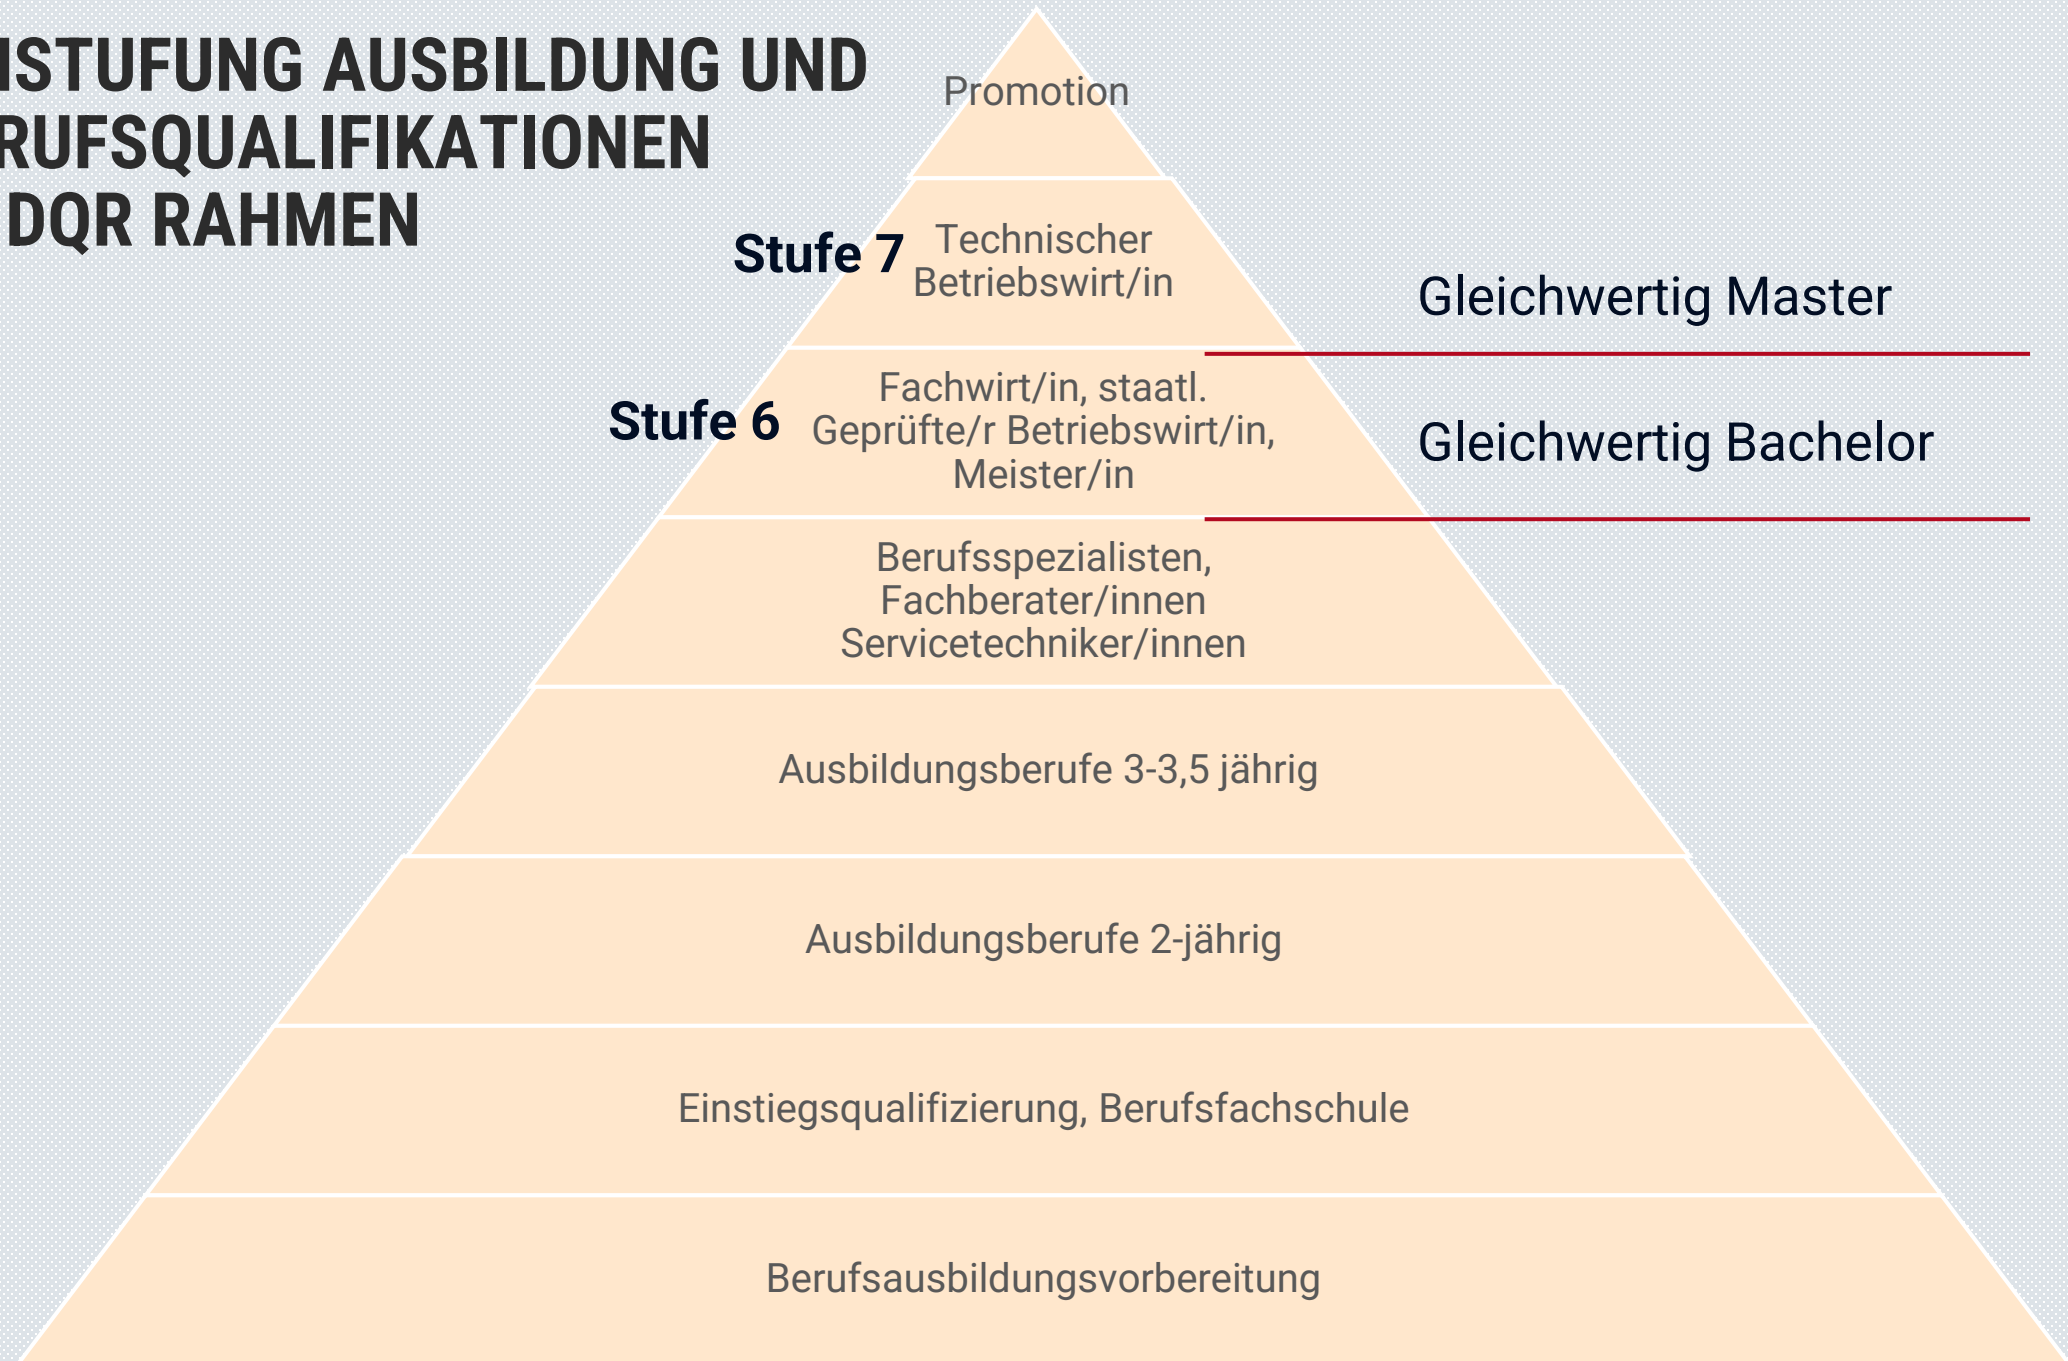 ISTUFUNG AUSBILDUNG UND
RUFSQUALIFIKATIONEN
DQR RAHMEN
Promotion
Stufe 7
Technischer
Betriebswirt/in
Gleichwertig Master
Stufe 6
Fachwirt/in, staatl.
Geprüfte/r Betriebswirt/in,
Meister/in
Gleichwertig Bachelor
Berufsspezialisten,
Fachberater/innen
Servicetechniker/innen
Ausbildungsberufe 3-3,5 jährig
Ausbildungsberufe 2-jährig
Einstiegsqualifizierung, Berufsfachschule
Berufsausbildungsvorbereitung